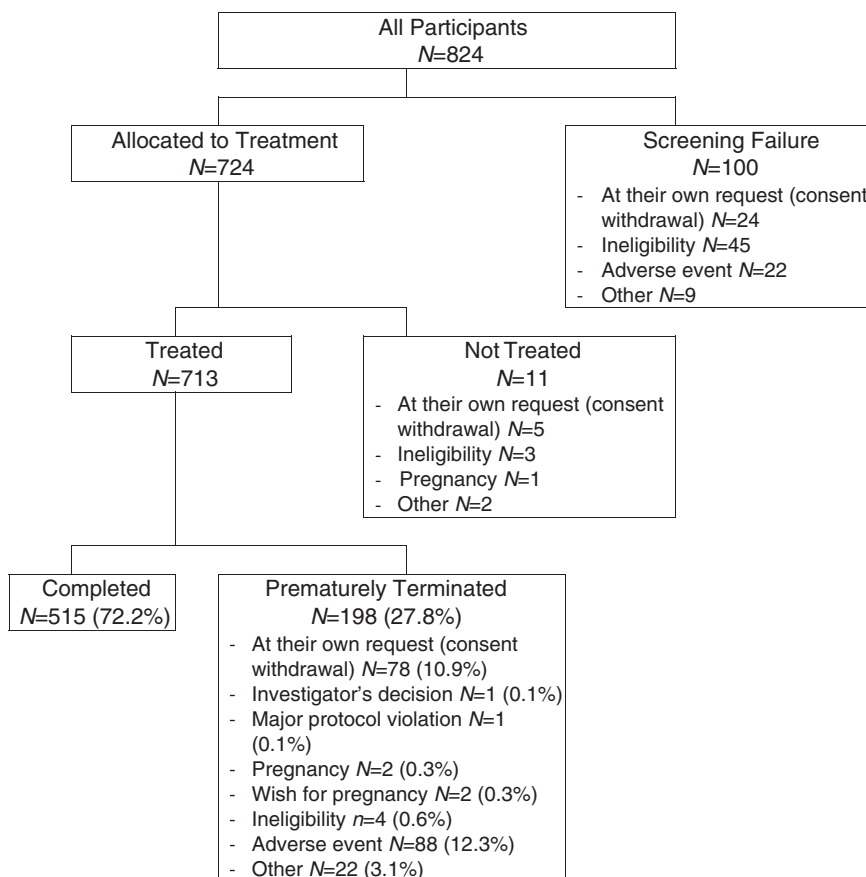 All Participants
N=824
Allocated to Treatment
N=724
Screening Failure
N=100
- At their own request (consent
withdrawal) N=24
- Ineligibility N=45
- Adverse event N=22
- Other N=9
Treated
N=713
Not Treated
N=11
- At their own request (consent
withdrawal) N=5
- Ineligibility N=3
- Pregnancy N=1
- Other N=2
Completed
N=515 (72.2%)
Prematurely Terminated
N=198 (27.8%)
- At their own request (consent
withdrawal) N=78 (10.9%)
- Investigator's decision N=1 (0.1%)
- Major protocol violation N=1
(0.1%)
- Pregnancy N=2 (0.3%)
- Wish for pregnancy N=2 (0.3%)
- Ineligibility n=4 (0.6%)
- Adverse event N=88 (12.3%)
- Other N=22 (3.1%)